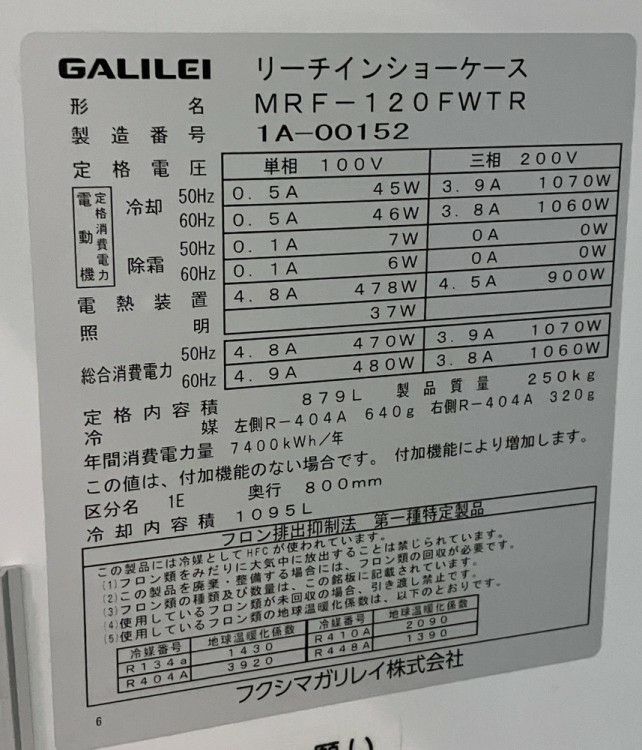 GALILEI リーチインショーケース
形名 MRF-120FWTR
製造番号 1A-00152
定格電圧 単相 100V 三相 200V
電動機 定格消費電力 冷却 50Hz 0.5A 45W 3.9A 1070W
60Hz 0.5A 46W 3.8A 1060W
除霜 50Hz 0.1A 7W 0A 0W
60Hz 0.1A 6W 0A 0W
電熱装置 4.8A 478W 4.5A 900W
照明 37W
総合消費電力 50Hz 4.8A 470W 3.9A 1070W
60Hz 4.9A 480W 3.8A 1060W
定格内容積 879L 製品質量 250kg
冷媒 左側R-404A 640g 右側R-404A 320g
年間消費電力量 7400kWh/年
この値は、付加機能のない場合です。付加機能により増加します。
区分名 1E 奥行 800mm
冷却内容積 1095L
フロン排出抑制法 第一種特定製品
この製品には冷媒としてHFCが使われています。
(1)フロン類をみだりに大気中に放出することは禁じられています。
(2)この製品を廃棄・整備する場合には、フロン類の回収が必要です。
(3)フロン類の種類及び数量は、この銘板に記載されています。
(4)使用しているフロン類が未回収の場合、引き渡し禁止です。
(5)使用しているフロン類の地球温暖化係数は、以下のとおりです。
冷媒番号 地球温暖化係数 冷媒番号 地球温暖化係数
R134a 1430 R410A 2090
R404A 3920 R448A 1390
フクシマガリレイ株式会社
6
願い